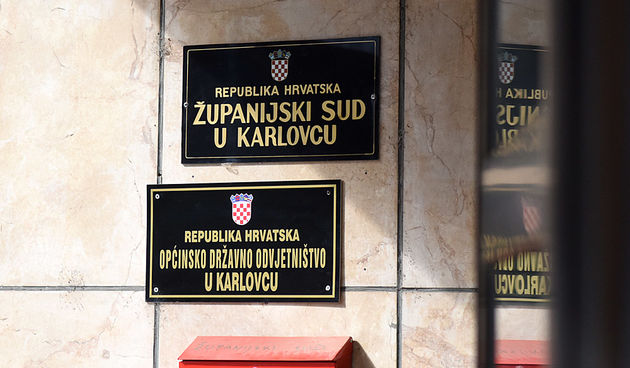 REPUBLIKA HRVATSKA
ŽUPANIJSKI SUD
U KARLOVCU
REPUBLIKA HRVATSKA
OPĆINSKO DRŽAVNO ODVJETNIŠTVO
U KARLOVCU